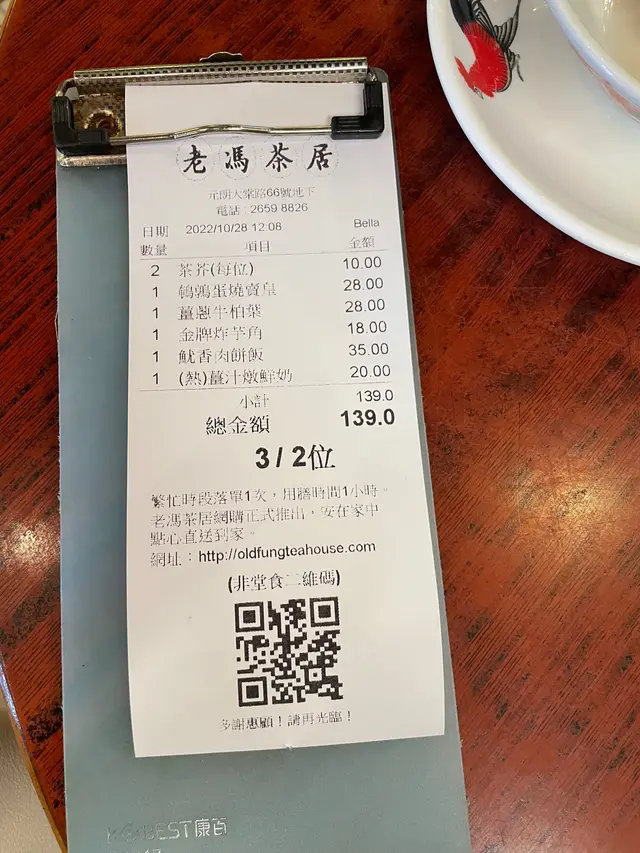 老馮茶居
元朗大棠路66號地下
電話：2659 8826
日期 2022/10/28 12:08 Bella
數量 項目 金額
2 茶芥(每位) 10.00
1 鵪鶉蛋燒賣皇 28.00
1 薑蔥牛柏葉 28.00
1 金牌炸芋角 18.00
1 魷香肉餅飯 35.00
1 (熱)薑汁燉鮮奶 20.00
小計 139.0
總金額 139.0
3 / 2位
繁忙時段落單1次，用膳時間1小時。
老馮茶居網購正式推出，安在家中
點心直送到家。
網址：http://oldfungteahouse.com
(非堂食二維碼)
多謝惠顧！請再光臨！
BEST康百